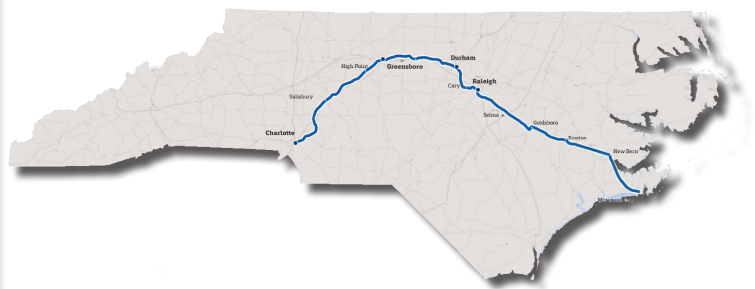 Durham
High Point
Greensboro
Raleigh
Cary
Salisbury
Selma
Goldsboro
Charlotte
Kinston
New Bern